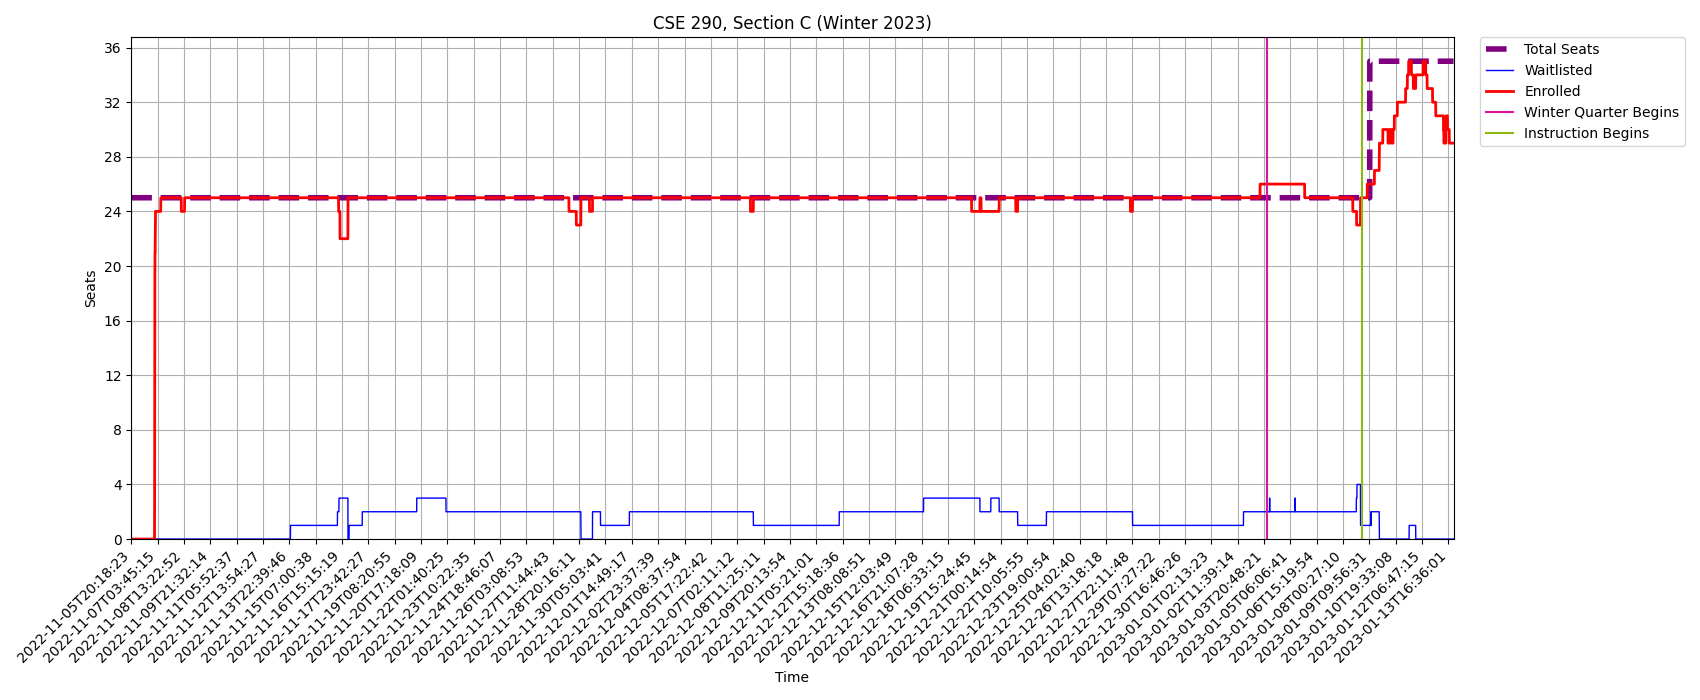 CSE 290, Section C (Winter 2023)
Total Seats
Waitlisted
Enrolled
Winter Quarter Begins
Instruction Begins
Seats
36
32
28
24
20
16
12
8
4
0
2022-11-05T20:18:23
2022-11-07T03:45:15
2022-11-08T13:22:52
2022-11-09T21:32:14
2022-11-11T05:52:37
2022-11-12T13:54:27
2022-11-13T22:39:46
2022-11-15T07:00:38
2022-11-16T15:15:19
2022-11-17T23:42:27
2022-11-19T08:20:55
2022-11-20T17:18:09
2022-11-22T01:40:25
2022-11-23T10:22:35
2022-11-24T18:46:07
2022-11-26T03:08:53
2022-11-27T11:44:43
2022-11-28T20:16:11
2022-11-30T05:03:41
2022-12-01T14:49:17
2022-12-02T23:37:39
2022-12-04T08:37:54
2022-12-05T17:22:42
2022-12-07T02:11:12
2022-12-08T11:25:11
2022-12-09T20:13:54
2022-12-11T05:21:01
2022-12-12T15:18:36
2022-12-13T08:08:51
2022-12-15T12:03:49
2022-12-16T21:07:28
2022-12-18T06:33:15
2022-12-19T15:24:45
2022-12-21T00:14:54
2022-12-22T10:05:55
2022-12-23T19:00:54
2022-12-25T04:02:40
2022-12-26T13:18:18
2022-12-27T22:11:48
2022-12-29T07:27:22
2022-12-30T16:46:26
2023-01-01T02:13:23
2023-01-02T11:39:14
2023-01-03T20:48:21
2023-01-05T06:06:41
2023-01-06T15:19:54
2023-01-08T00:27:10
2023-01-09T09:56:31
2023-01-10T19:33:08
2023-01-12T06:47:15
2023-01-13T16:36:01
Time